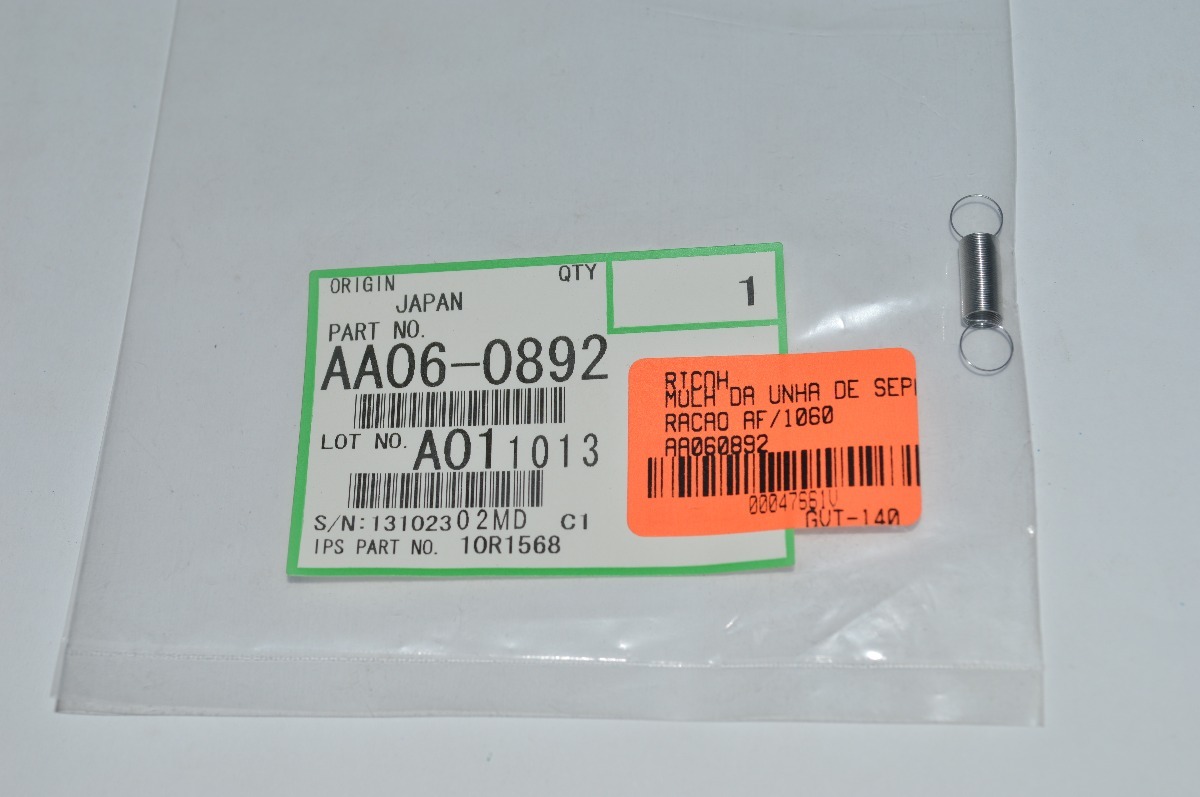 ORIGIN
JAPAN
QTY
1
PART NO.
AA06-0892
LOT NO. A011013
S/N:13102302MD C1
IPS PART NO. 10R1568
RICOH
MOLA DA UNHA DE SEP
RACAO AF/1060
AA060892
00047561V
GVT-140